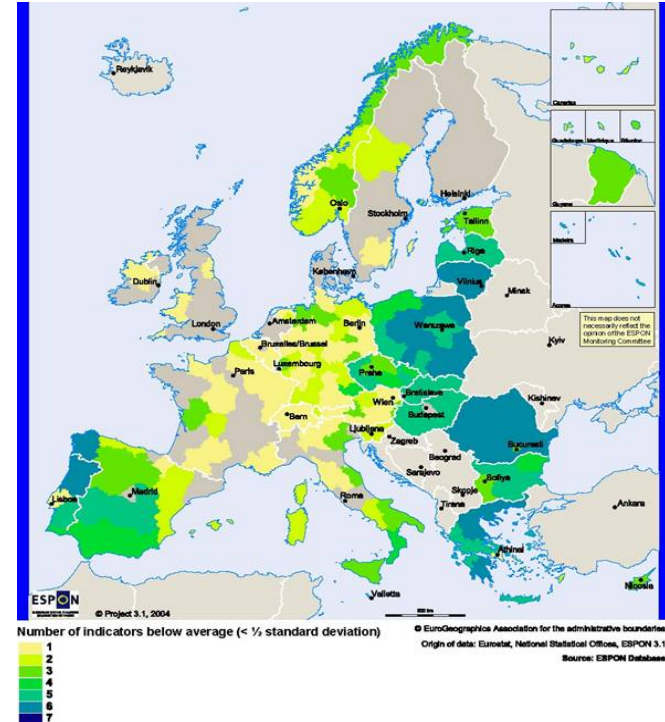 Reykjavik
Canarias
Guadeloupe
Martinique
Réunion
Guyane
Madeira
Acores
This map does not
necessarily reflect the
opinion of the ESPON
Monitoring Committee
Helsinki
Oslo
Stockholm
Tallinn
Riga
København
Vilnius
Minsk
Dublin
London
Amsterdam
Berlin
Warszawa
Bruxelles/Brussel
Kyiv
Luxembourg
Praha
Paris
Bratislava
Wien
Budapest
Kishinev
Bern
Ljubljana
Zagreb
Beograd
Bucuresti
Sarajevo
Sofiya
Skopje
Roma
Tirana
Madrid
Lisboa
Ankara
Athinai
Valletta
Nicosia
ESPON
© Project 3.1, 2004
Number of indicators below average (< ½ standard deviation)
1
2
3
4
5
6
7
© EuroGeographics Association for the administrative boundaries
Origin of data: Eurostat, National Statistical Offices, ESPON 3.1
Source: ESPON Database